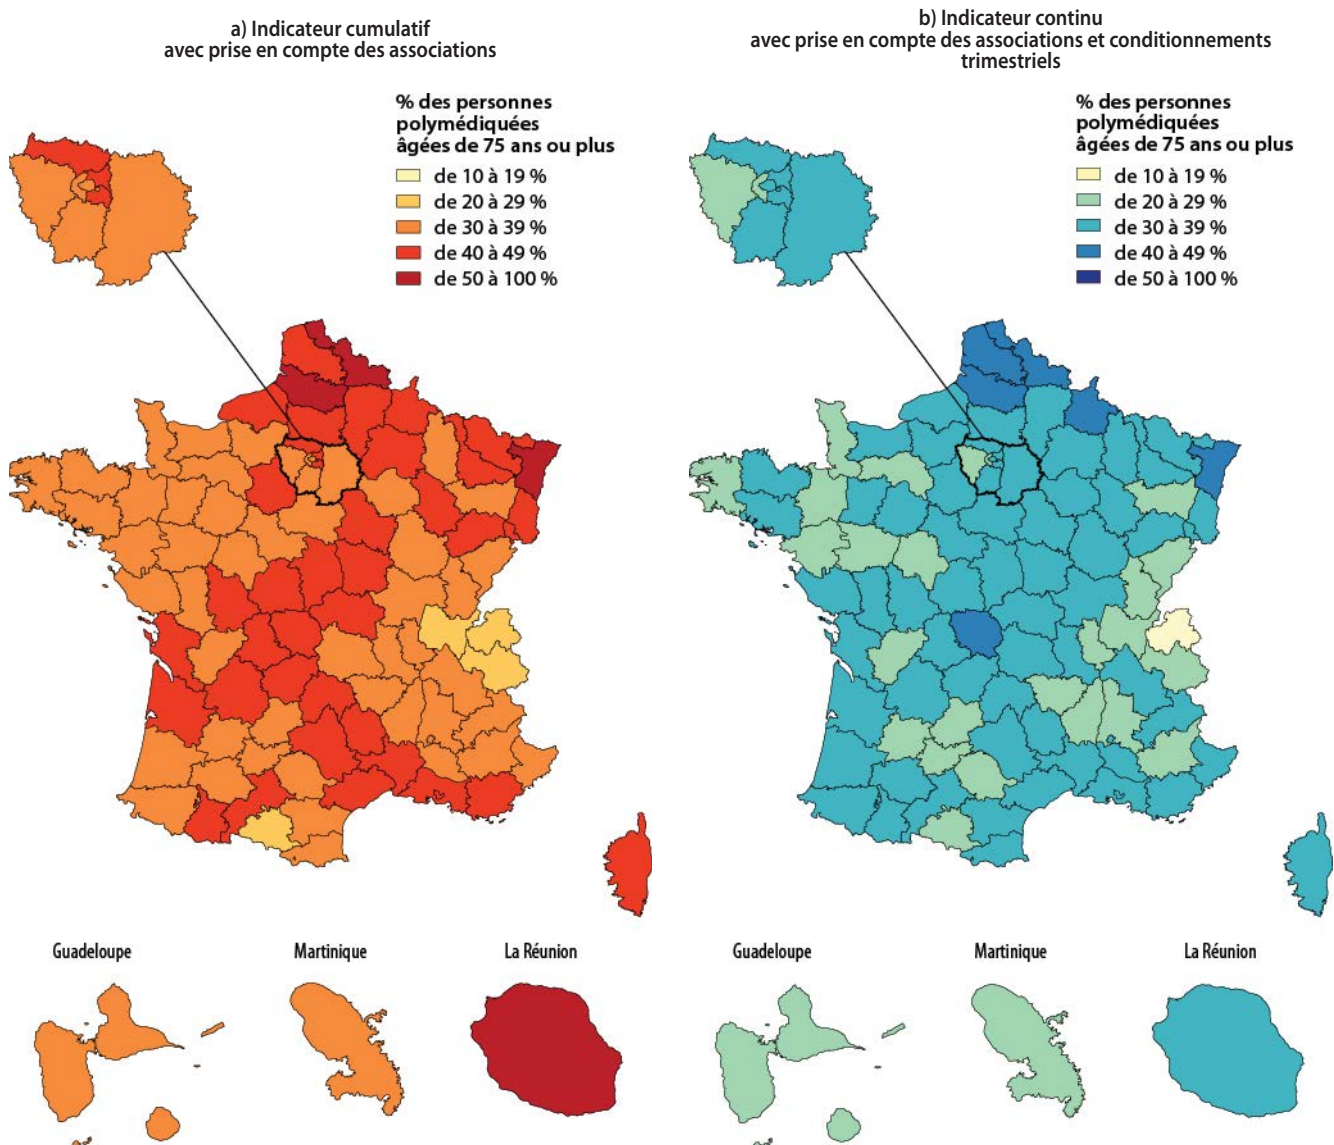 a) Indicateur cumulatif
avec prise en compte des associations
% des personnes
polymédiquées
âgées de 75 ans ou plus
de 10 à 19 %
de 20 à 29 %
de 30 à 39 %
de 40 à 49 %
de 50 à 100 %
Guadeloupe
Martinique
La Réunion
b) Indicateur continu
avec prise en compte des associations et conditionnements
trimestriels
% des personnes
polymédiquées
âgées de 75 ans ou plus
de 10 à 19 %
de 20 à 29 %
de 30 à 39 %
de 40 à 49 %
de 50 à 100 %
Guadeloupe
Martinique
La Réunion